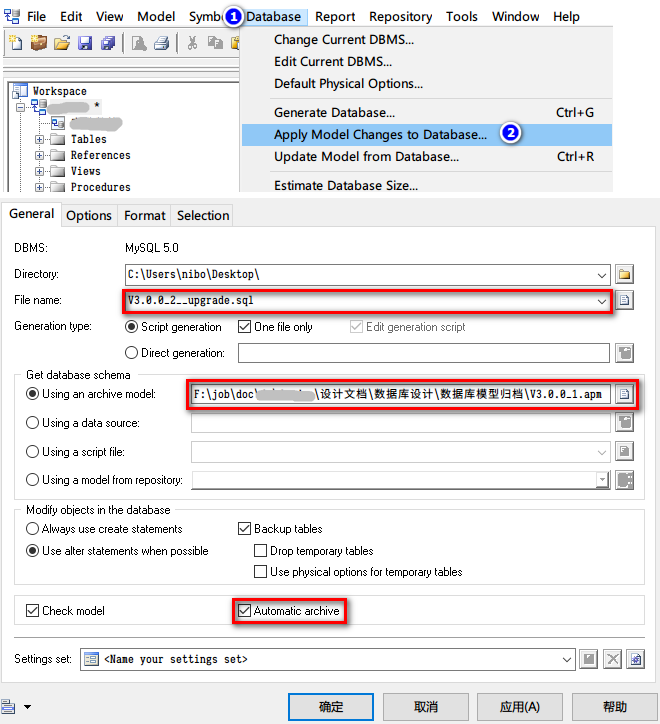 File Edit View Model Symbo 1 Database Report Repository Tools Window Help
Change Current DBMS...
Edit Current DBMS...
Default Physical Options...
Workspace
*
Generate Database... Ctrl+G
Tables
Apply Model Changes to Database... 2
References
Update Model from Database... Ctrl+R
Views
Procedures
Estimate Database Size...
General Options Format Selection
DBMS: MySQL 5.0
Directory: C:\Users\nibo\Desktop\
File name: V3.0.0_2__upgrade.sql
Generation type: Script generation One file only Edit generation script
Direct generation:
Get database schema
Using an archive model: F:\job\doc\ \设计文档\数据库设计\数据库模型归档\V3.0.0_1.apm
Using a data source:
Using a script file:
Using a model from repository:
Modify objects in the database
Always use create statements Backup tables
Use alter statements when possible Drop temporary tables
Use physical options for temporary tables
Check model Automatic archive
Settings set: <Name your settings set>
确定 取消 应用(A) 帮助